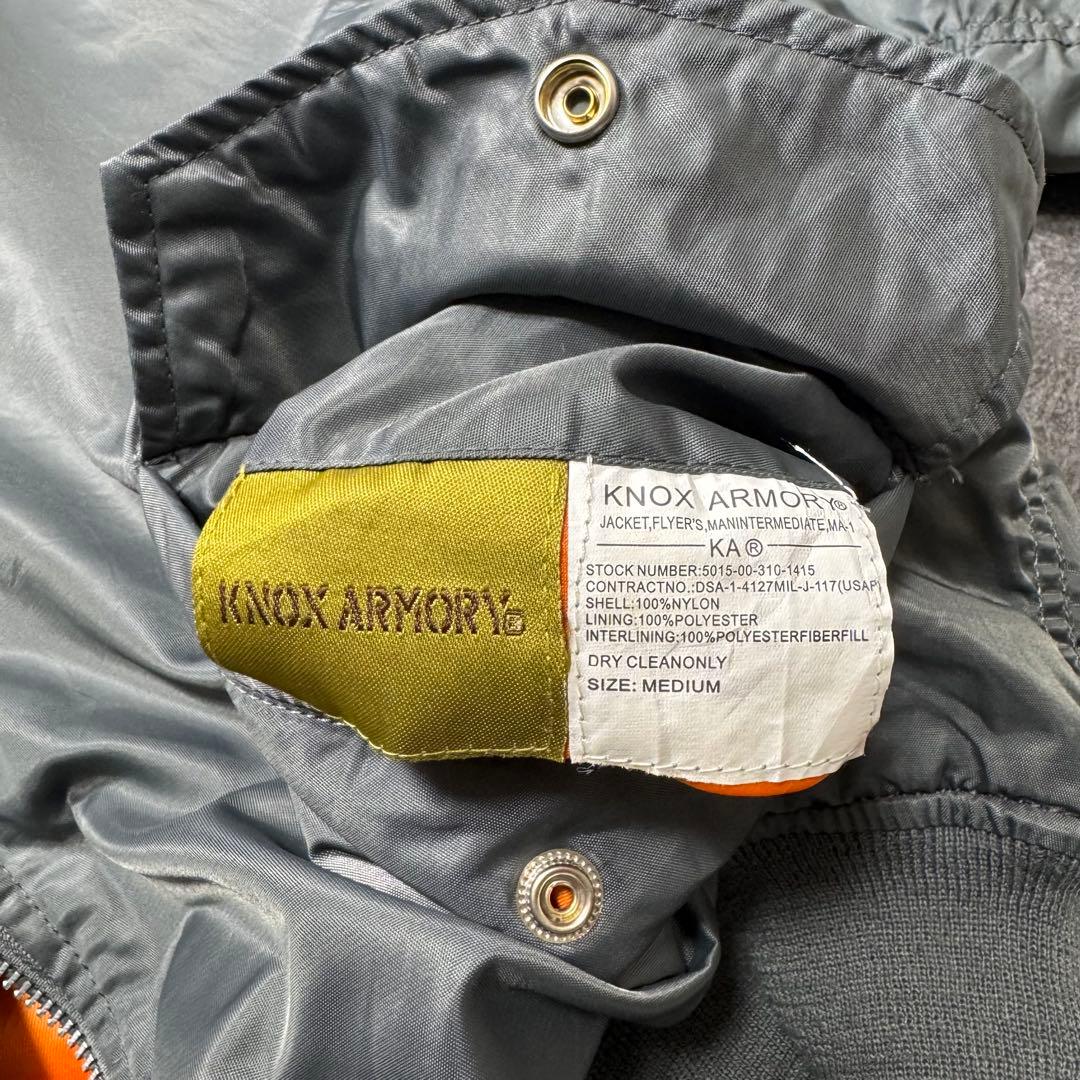 KNOX ARMORY®
KNOX ARMORY®
JACKET,FLYER'S,MANINTERMEDIATE,MA-1
KA®
STOCK NUMBER:5015-00-310-1415
CONTRACTNO.:DSA-1-4127MIL-J-117(USAF)
SHELL:100%NYLON
LINING:100%POLYESTER
INTERLINING:100%POLYESTERFIBERFILL
DRY CLEANONLY
SIZE: MEDIUM